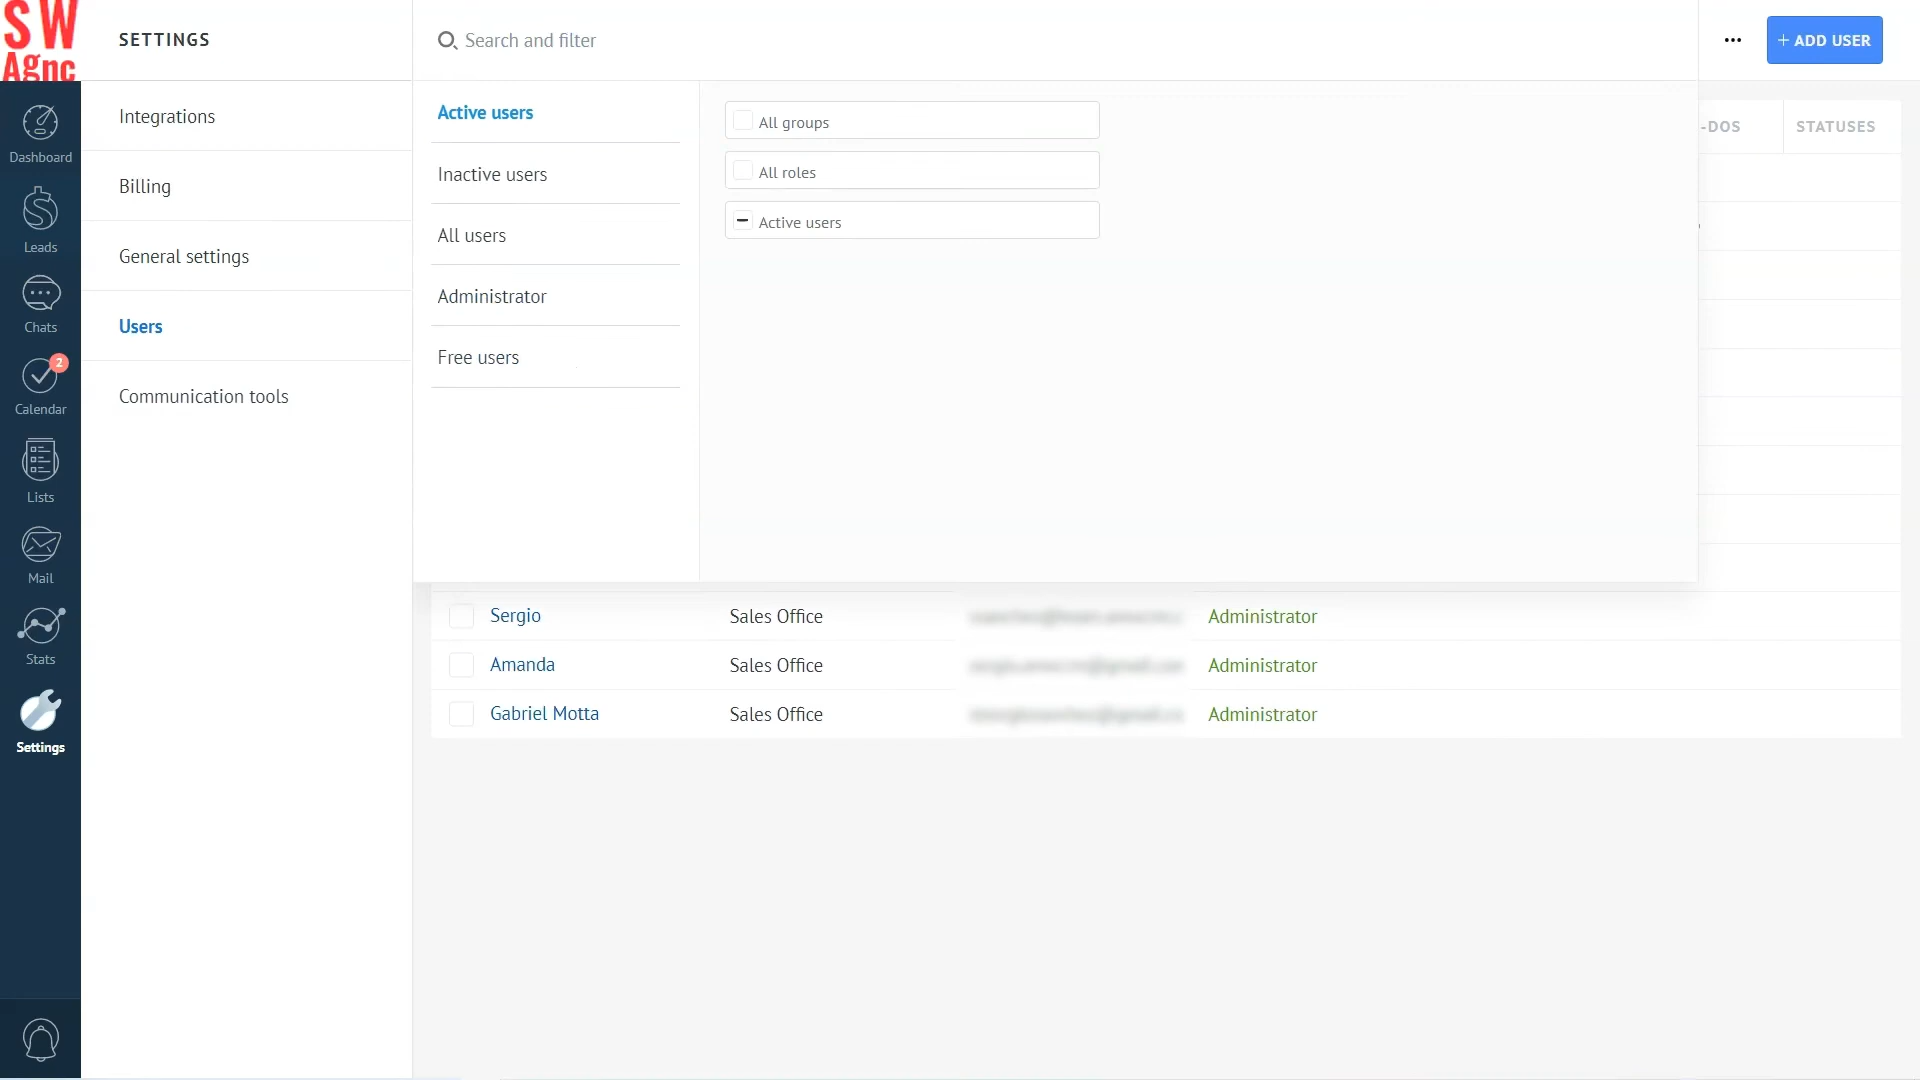 SW
Agnc
SETTINGS
Search and filter
•••
+ ADD USER
Dashboard
Leads
Chats
2
Calendar
Lists
Mail
Stats
Settings
Integrations
Billing
General settings
Users
Communication tools
Active users
Inactive users
All users
Administrator
Free users
All groups
All roles
Active users
-DOS
STATUSES
Sergio
Sales Office
Administrator
Amanda
Sales Office
Administrator
Gabriel Motta
Sales Office
Administrator